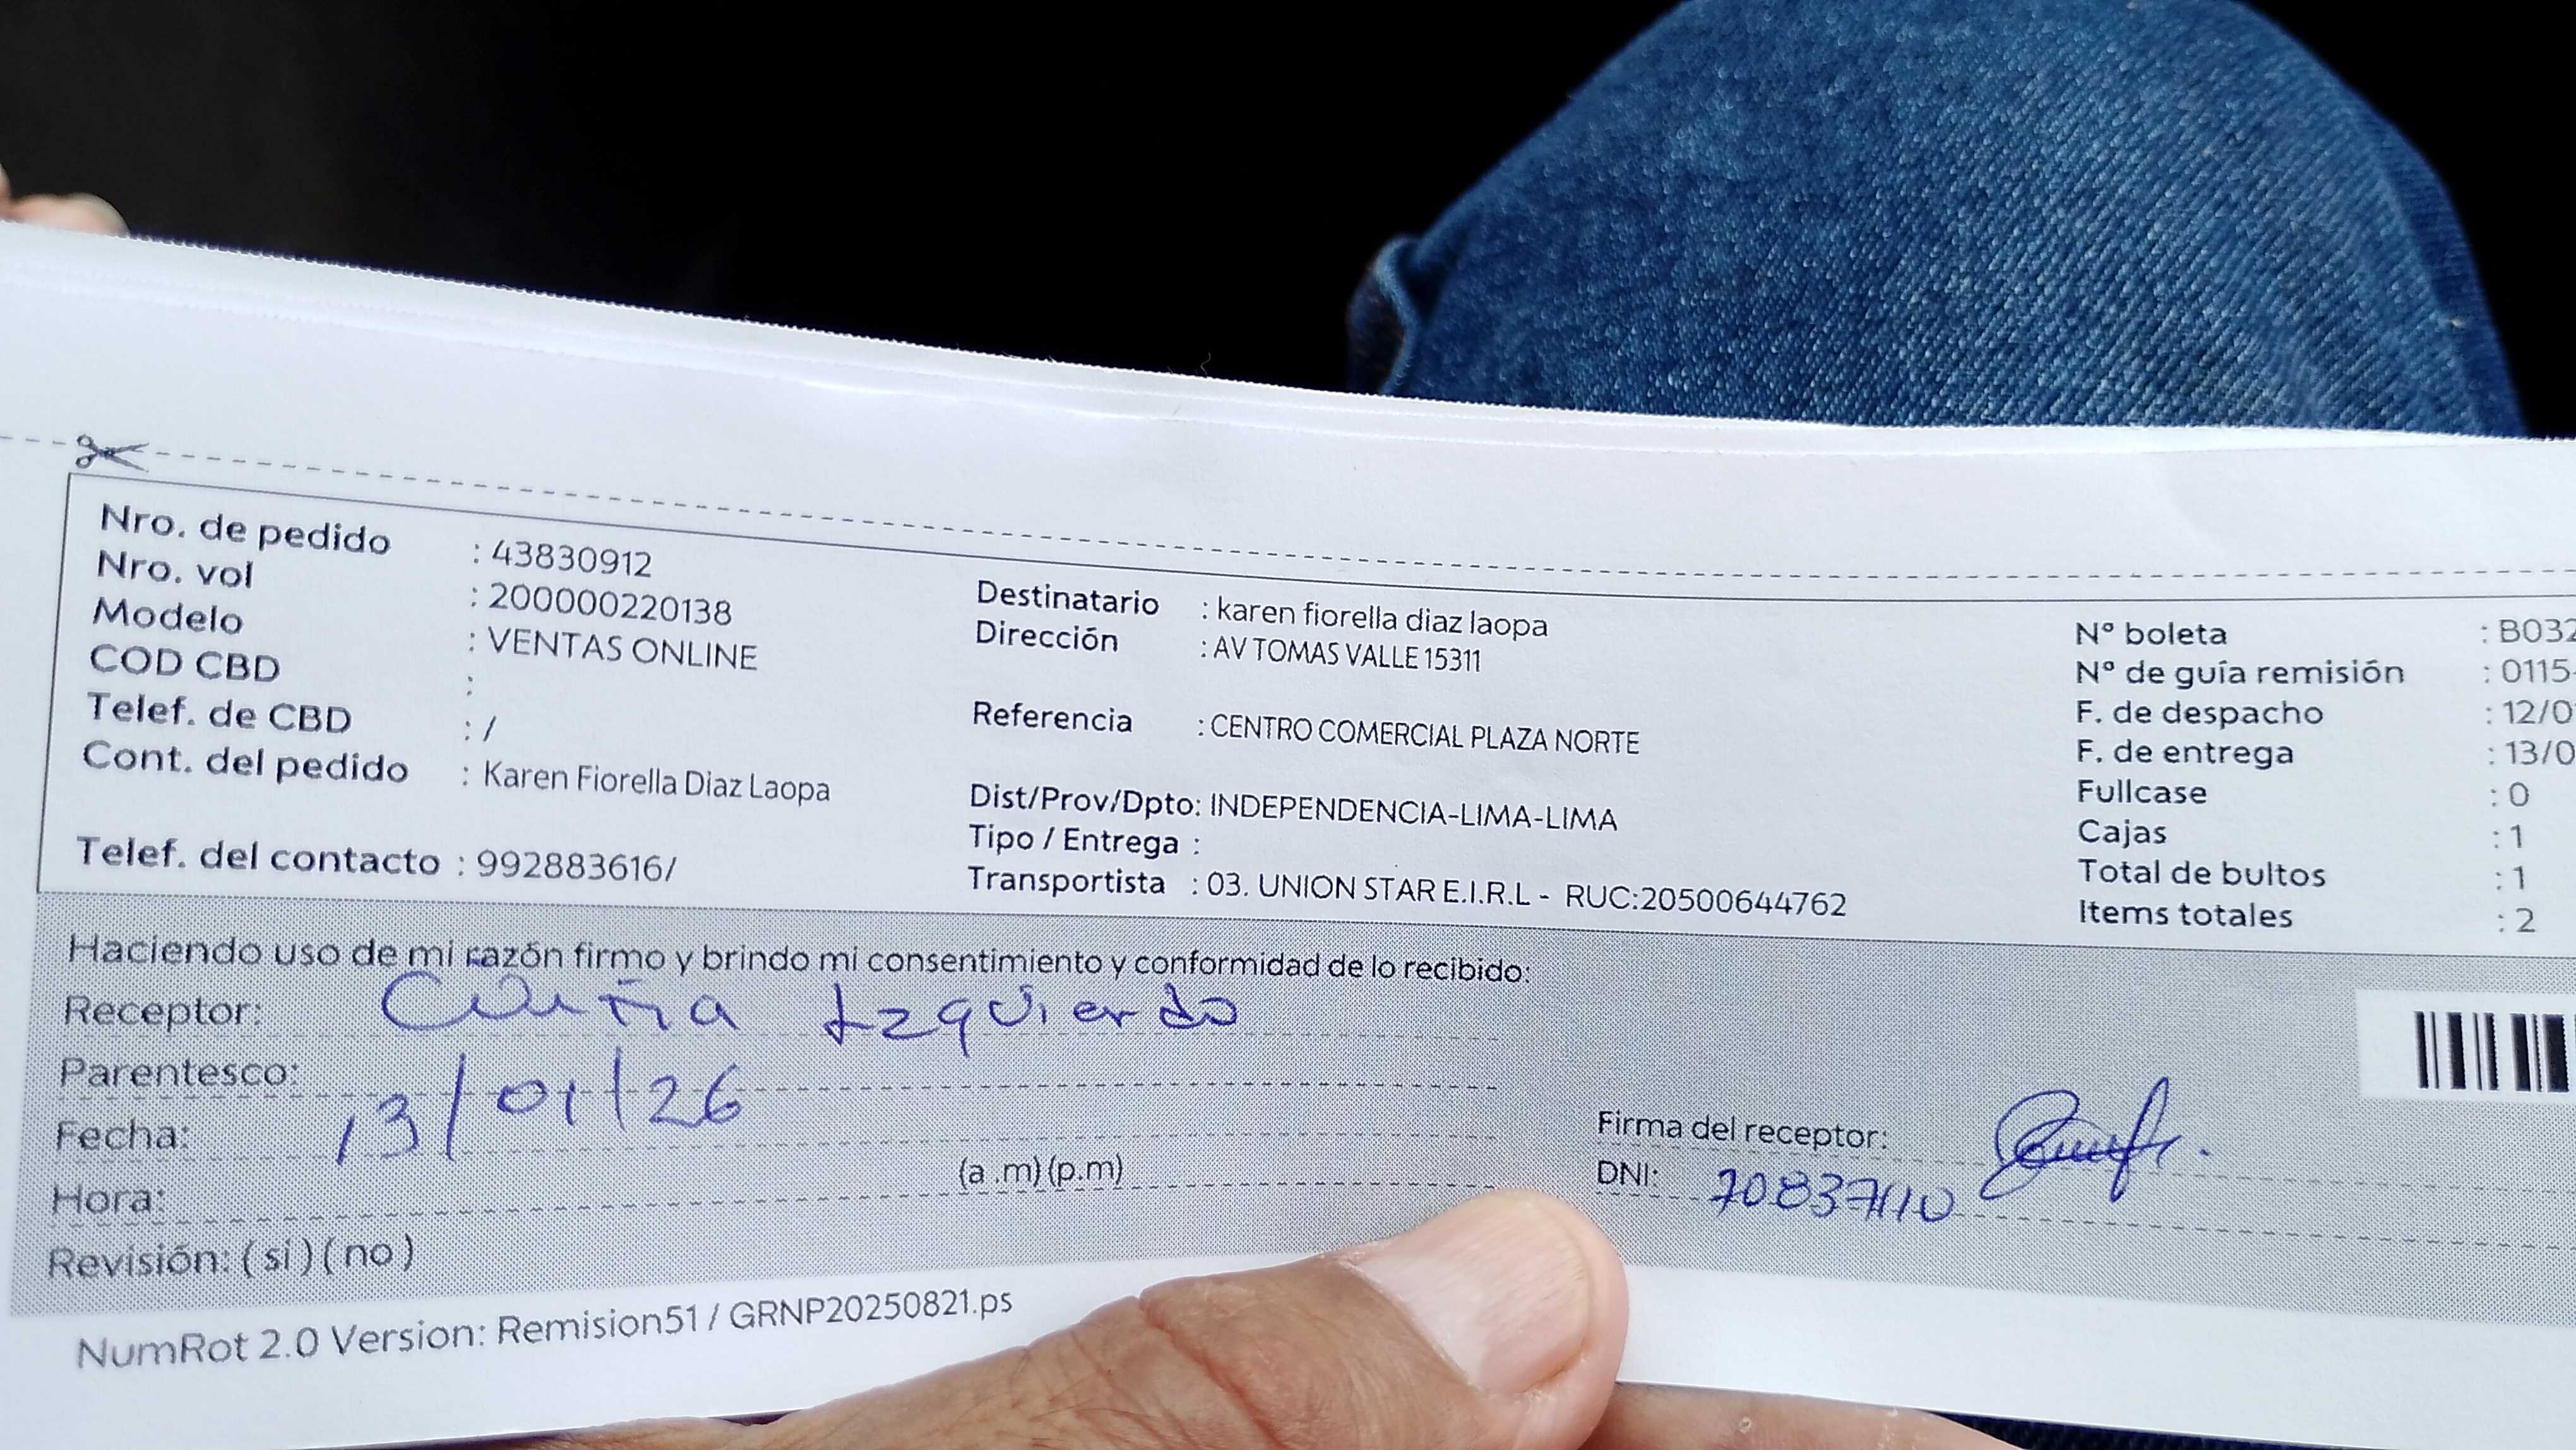 Nro. de pedido : 43830912
Nro. vol : 200000220138
Modelo : VENTAS ONLINE
COD CBD :
Telef. de CBD : /
Cont. del pedido : Karen Fiorella Diaz Laopa
Telef. del contacto : 992883616/
Destinatario : karen fiorella diaz laopa
Dirección : AV TOMAS VALLE 15311
Referencia : CENTRO COMERCIAL PLAZA NORTE
Dist/Prov/Dpto: INDEPENDENCIA-LIMA-LIMA
Tipo / Entrega :
Transportista : 03. UNION STAR E.I.R.L - RUC:20500644762
Nº boleta : B032
Nº de guía remisión : 0115-
F. de despacho : 12/0
F. de entrega : 13/0
Fullcase : 0
Cajas : 1
Total de bultos : 1
Items totales : 2
Haciendo uso de mi razón firmo y brindo mi consentimiento y conformidad de lo recibido:
Receptor: Izquierdo
Parentesco:
Fecha: 13/01/26
Hora: (a .m) (p.m)
Revisión: ( si ) ( no )
Firma del receptor:
DNI:
NumRot 2.0 Version: Remision51 / GRNP20250821.ps